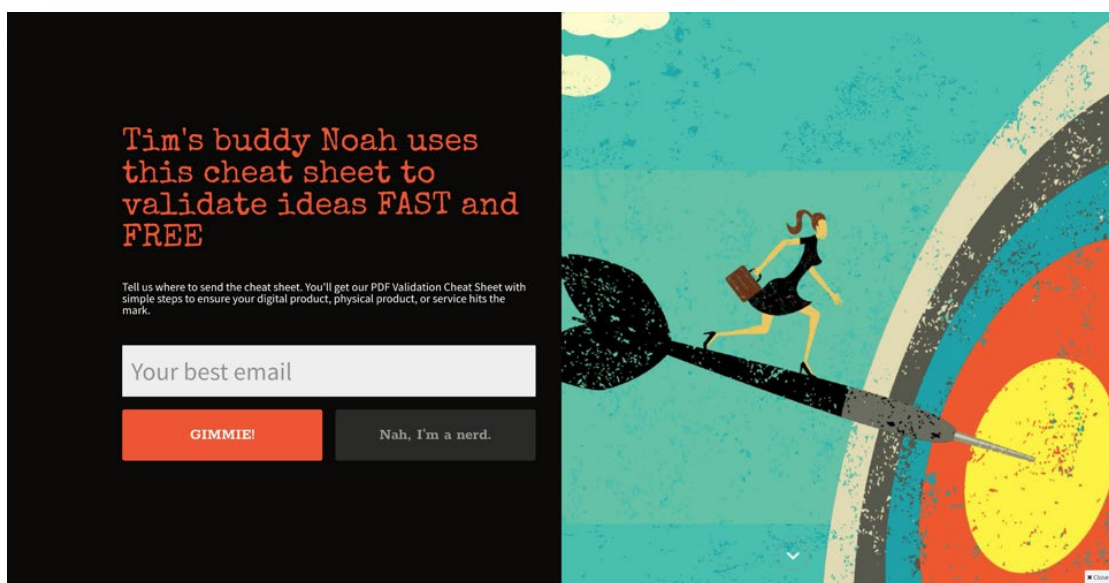 Tim's buddy Noah uses
this cheat sheet to
validate ideas FAST and
FREE
Tell us where to send the cheat sheet. You'll get our PDF Validation Cheat Sheet with
simple steps to ensure your digital product, physical product, or service hits the
mark.
Your best email
GIMMIE!
Nah, I'm a nerd.
✖ Close